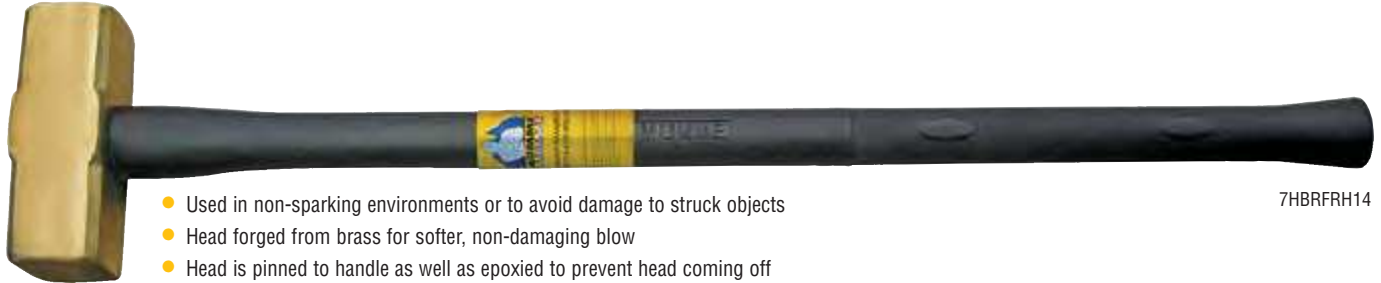 7HBRFRH14
Used in non-sparking environments or to avoid damage to struck objects
Head forged from brass for softer, non-damaging blow
Head is pinned to handle as well as epoxied to prevent head coming off